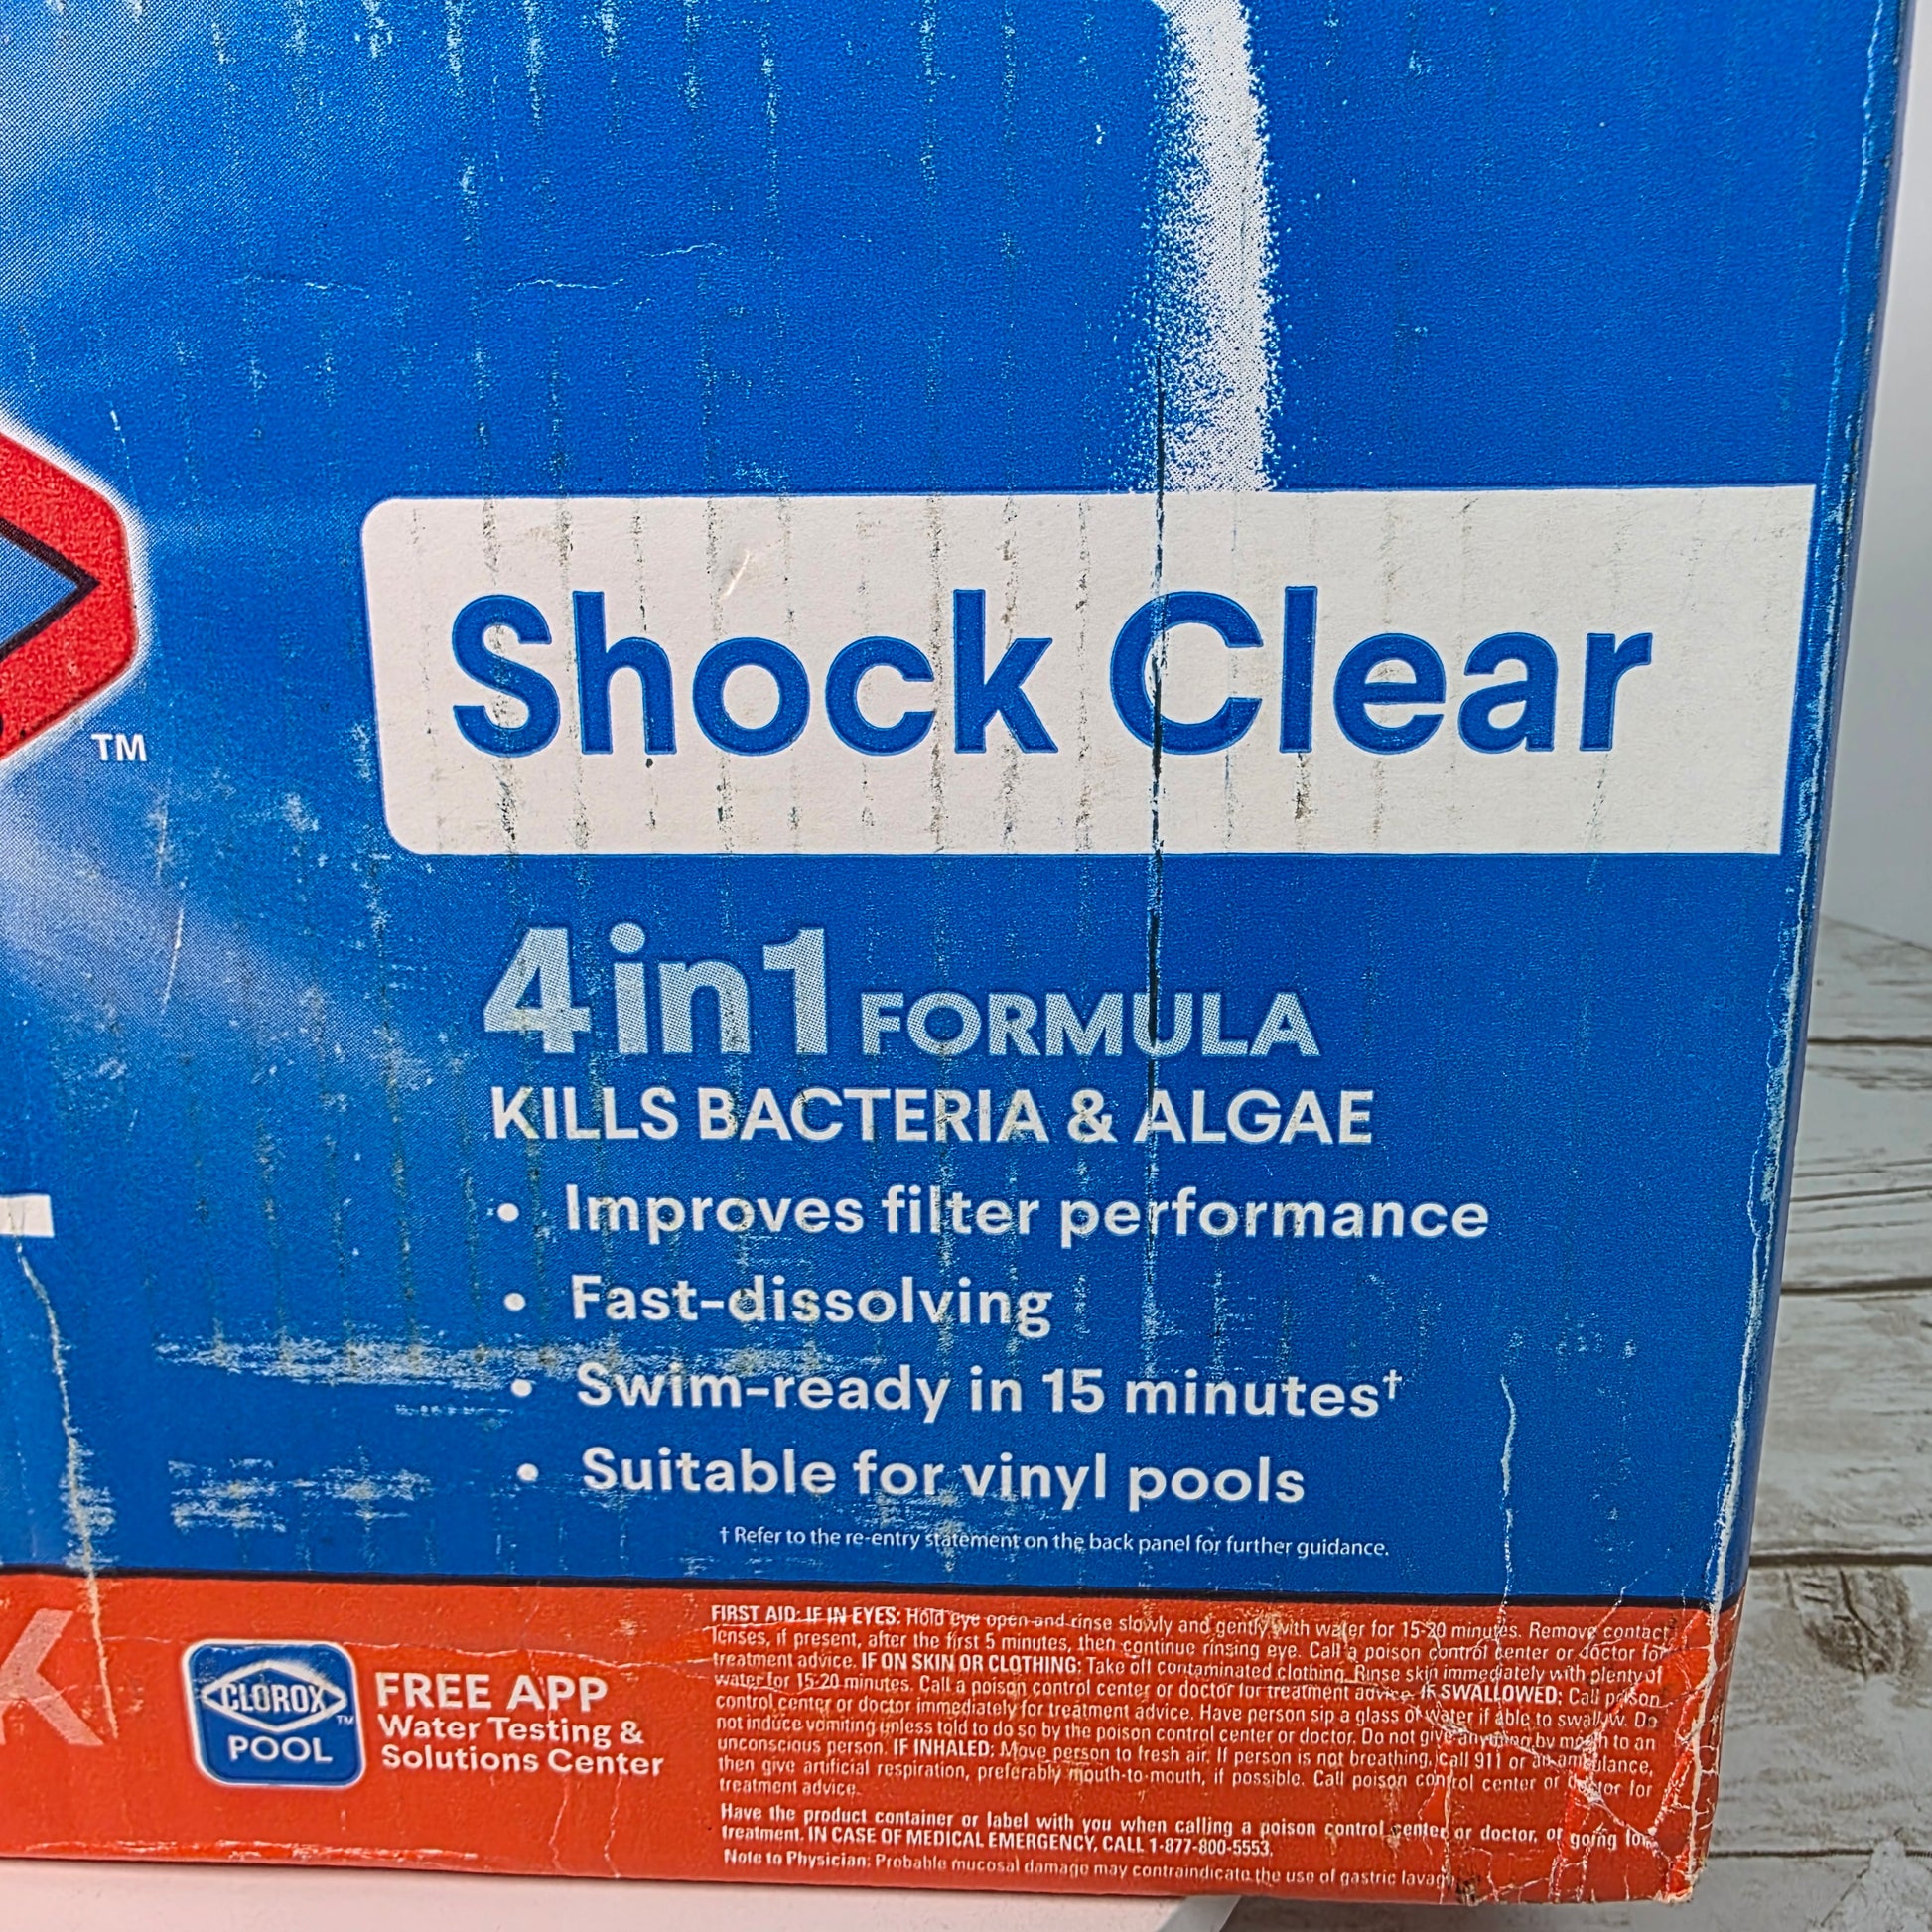 TM
Shock Clear
4in1 FORMULA
KILLS BACTERIA & ALGAE
• Improves filter performance
• Fast-dissolving
• Swim-ready in 15 minutes†
• Suitable for vinyl pools
† Refer to the re-entry statement on the back panel for further guidance.
K
CLOROX
TM
POOL
FREE APP
Water Testing &
Solutions Center
FIRST AID: IF IN EYES: Hold eye open and rinse slowly and gently with water for 15-20 minutes. Remove contact
lenses, if present, after the first 5 minutes, then continue rinsing eye. Call a poison control center or doctor for
treatment advice. IF ON SKIN OR CLOTHING: Take off contaminated clothing. Rinse skin immediately with plenty of
water for 15-20 minutes. Call a poison control center or doctor for treatment advice. IF SWALLOWED: Call poison
control center or doctor immediately for treatment advice. Have person sip a glass of water if able to swallow. Do
not induce vomiting unless told to do so by the poison control center or doctor. Do not give anything by mouth to an
unconscious person. IF INHALED: Move person to fresh air. If person is not breathing, call 911 or an ambulance,
then give artificial respiration, preferably mouth-to-mouth, if possible. Call poison control center or doctor for
treatment advice.
Have the product container or label with you when calling a poison control center or doctor, or going for
treatment. IN CASE OF MEDICAL EMERGENCY, CALL 1-877-800-5553.
Note to Physician: Probable mucosal damage may contraindicate the use of gastric lavage.